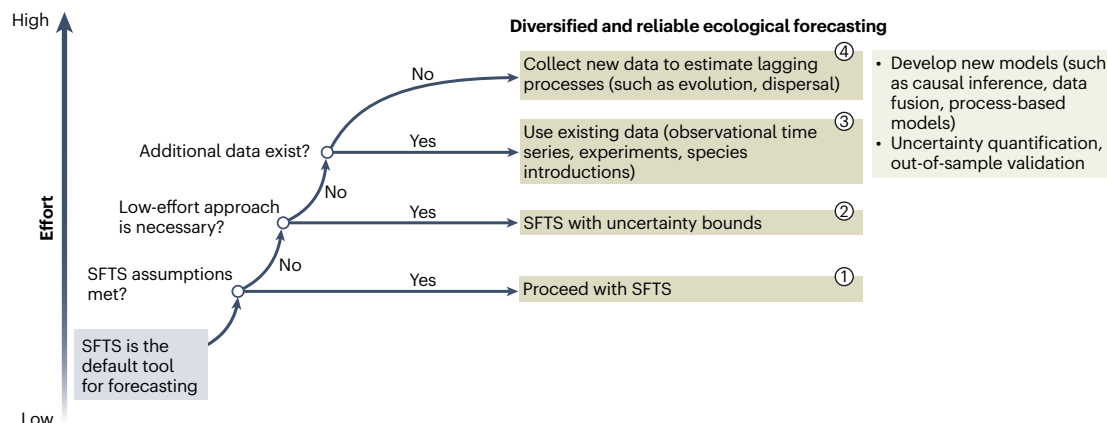 High
Diversified and reliable ecological forecasting
④
Collect new data to estimate lagging
processes (such as evolution, dispersal)
• Develop new models (such
as causal inference, data
fusion, process-based
models)
• Uncertainty quantification,
out-of-sample validation
No
③
Additional data exist?
Yes
Use existing data (observational time
series, experiments, species
introductions)
No
Effort
Low-effort approach
is necessary?
Yes
②
SFTS with uncertainty bounds
No
SFTS assumptions
met?
Yes
①
Proceed with SFTS
SFTS is the
default tool
for forecasting
Low